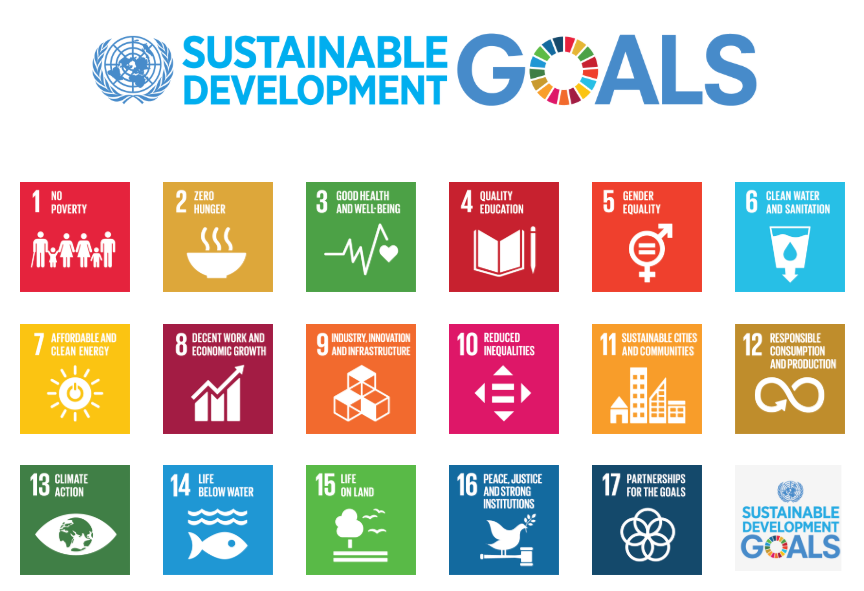 SUSTAINABLE
DEVELOPMENT
GOALS
1 NO
POVERTY
2 ZERO
HUNGER
3 GOOD HEALTH
AND WELL-BEING
4 QUALITY
EDUCATION
5 GENDER
EQUALITY
6 CLEAN WATER
AND SANITATION
7 AFFORDABLE AND
CLEAN ENERGY
8 DECENT WORK AND
ECONOMIC GROWTH
9 INDUSTRY, INNOVATION
AND INFRASTRUCTURE
10 REDUCED
INEQUALITIES
11 SUSTAINABLE CITIES
AND COMMUNITIES
12 RESPONSIBLE
CONSUMPTION
AND PRODUCTION
13 CLIMATE
ACTION
14 LIFE
BELOW WATER
15 LIFE
ON LAND
16 PEACE, JUSTICE
AND STRONG
INSTITUTIONS
17 PARTNERSHIPS
FOR THE GOALS
SUSTAINABLE
DEVELOPMENT
GOALS